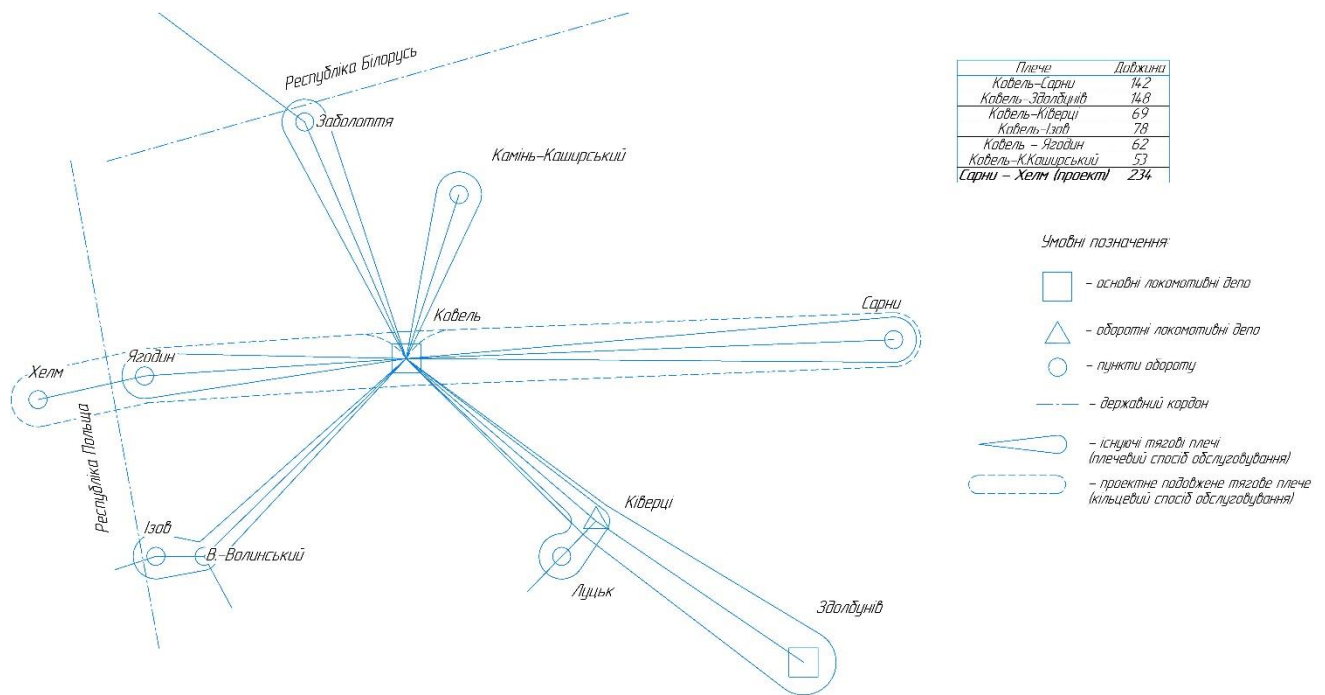 Республіка Білорусь
Заболоття
Камінь-Каширський
Ковель
Сарни
Ягодин
Хелм
Республіка Польща
Ізов
В.-Волинський
Ківерці
Луцьк
Здолбунів
Плече Довжина
Ковель-Сарни 142
Ковель-Здолбунів 148
Ковель-Ківерці 69
Ковель-Ізов 78
Ковель - Ягодин 62
Ковель-К.Каширський 53
Сарни - Хелм (проект) 234
Умовні позначення:
- основні локомотивні депо
- оборотні локомотивні депо
- пункти обороту
- державний кордон
- існуючі тягові плечі
(плечевий спосіб обслуговування)
- проектне подовжене тягове плече
(кільцевий спосіб обслуговування)